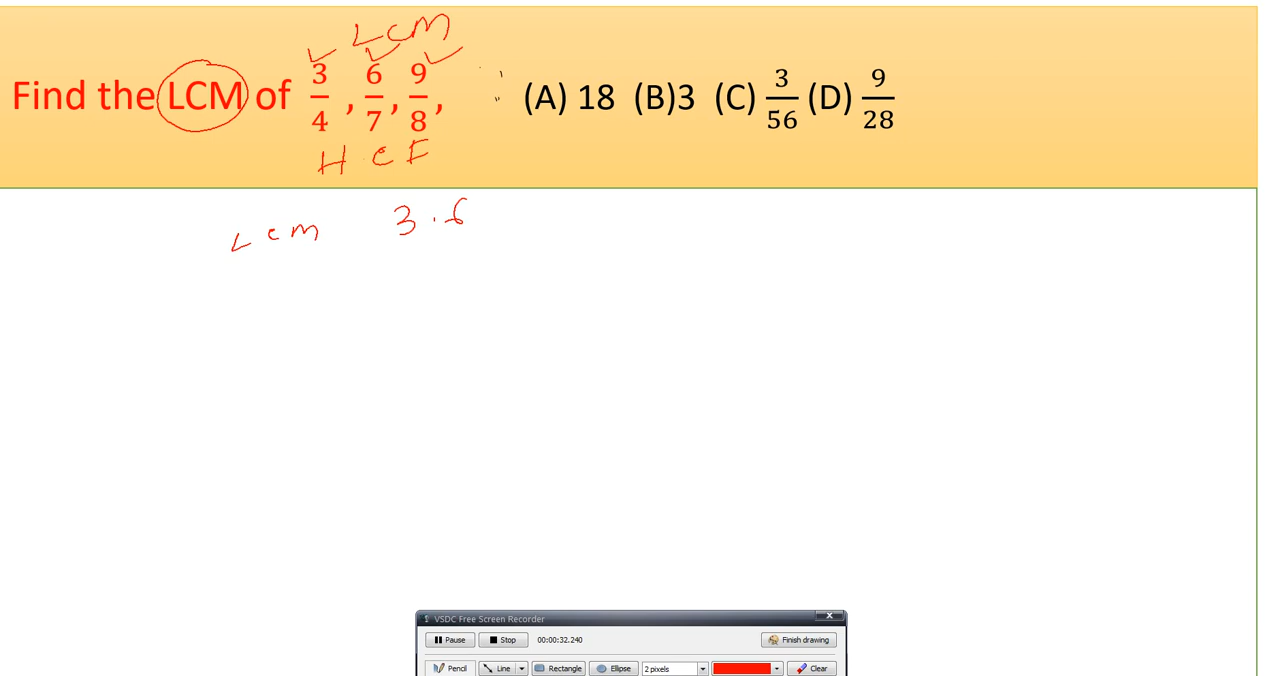 LCM
Find the LCM of 3/4 , 6/7 , 9/8 , (A) 18 (B)3 (C) 3/56 (D) 9/28
HCF
Lcm 3.6
VSDC Free Screen Recorder
Pause Stop 00:00:32.240 Finish drawing
Pencil Line Rectangle Ellipse 2 pixels Clear